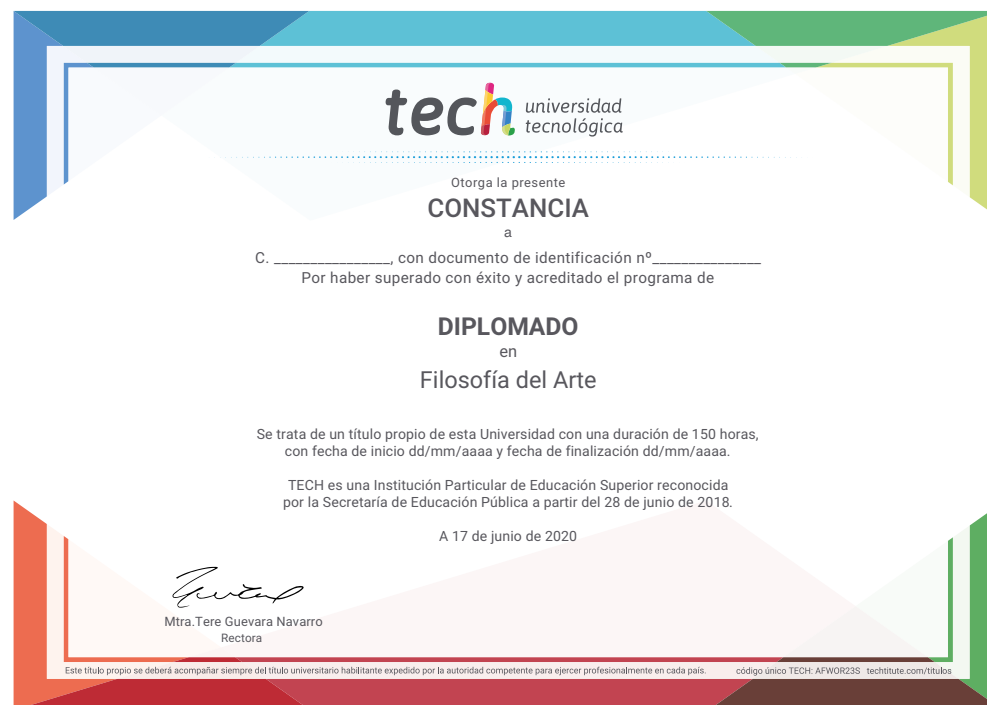 tech universidad
tecnológica
Otorga la presente
CONSTANCIA
a
C. ________________, con documento de identificación nº_______________
Por haber superado con éxito y acreditado el programa de
DIPLOMADO
en
Filosofía del Arte
Se trata de un título propio de esta Universidad con una duración de 150 horas,
con fecha de inicio dd/mm/aaaa y fecha de finalización dd/mm/aaaa.
TECH es una Institución Particular de Educación Superior reconocida
por la Secretaría de Educación Pública a partir del 28 de junio de 2018.
A 17 de junio de 2020
Mtra.Tere Guevara Navarro
Rectora
Este título propio se deberá acompañar siempre del título universitario habilitante expedido por la autoridad competente para ejercer profesionalmente en cada país. código único TECH: AFWOR23S techtitute.com/titulos